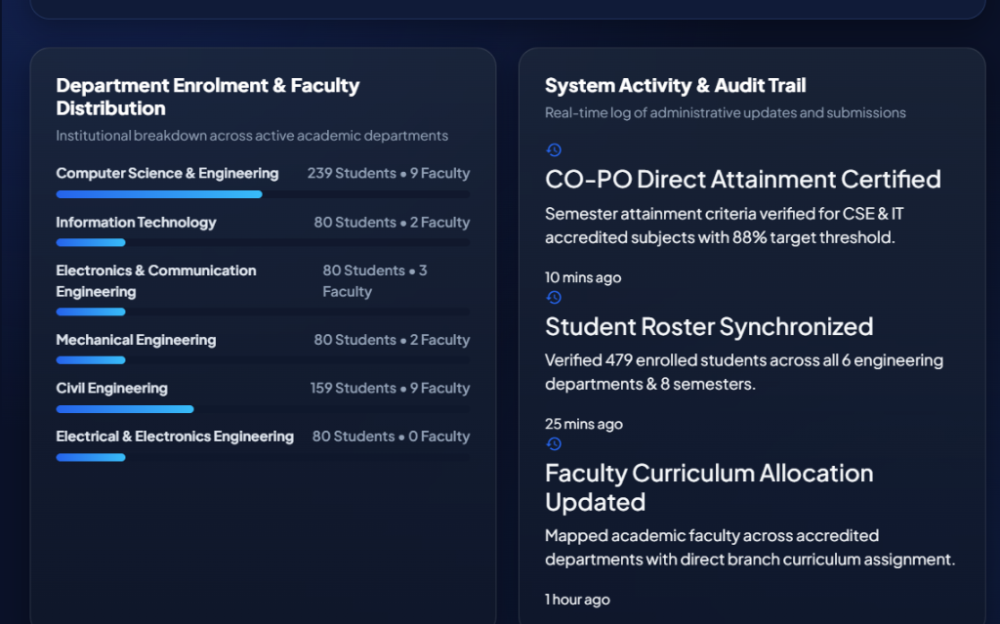 Department Enrolment & Faculty
Distribution
Institutional breakdown across active academic departments
Computer Science & Engineering 239 Students • 9 Faculty
Information Technology 80 Students • 2 Faculty
Electronics & Communication 80 Students • 3
Engineering Faculty
Mechanical Engineering 80 Students • 2 Faculty
Civil Engineering 159 Students • 9 Faculty
Electrical & Electronics Engineering 80 Students • 0 Faculty
System Activity & Audit Trail
Real-time log of administrative updates and submissions
CO-PO Direct Attainment Certified
Semester attainment criteria verified for CSE & IT
accredited subjects with 88% target threshold.
10 mins ago
Student Roster Synchronized
Verified 479 enrolled students across all 6 engineering
departments & 8 semesters.
25 mins ago
Faculty Curriculum Allocation
Updated
Mapped academic faculty across accredited
departments with direct branch curriculum assignment.
1 hour ago